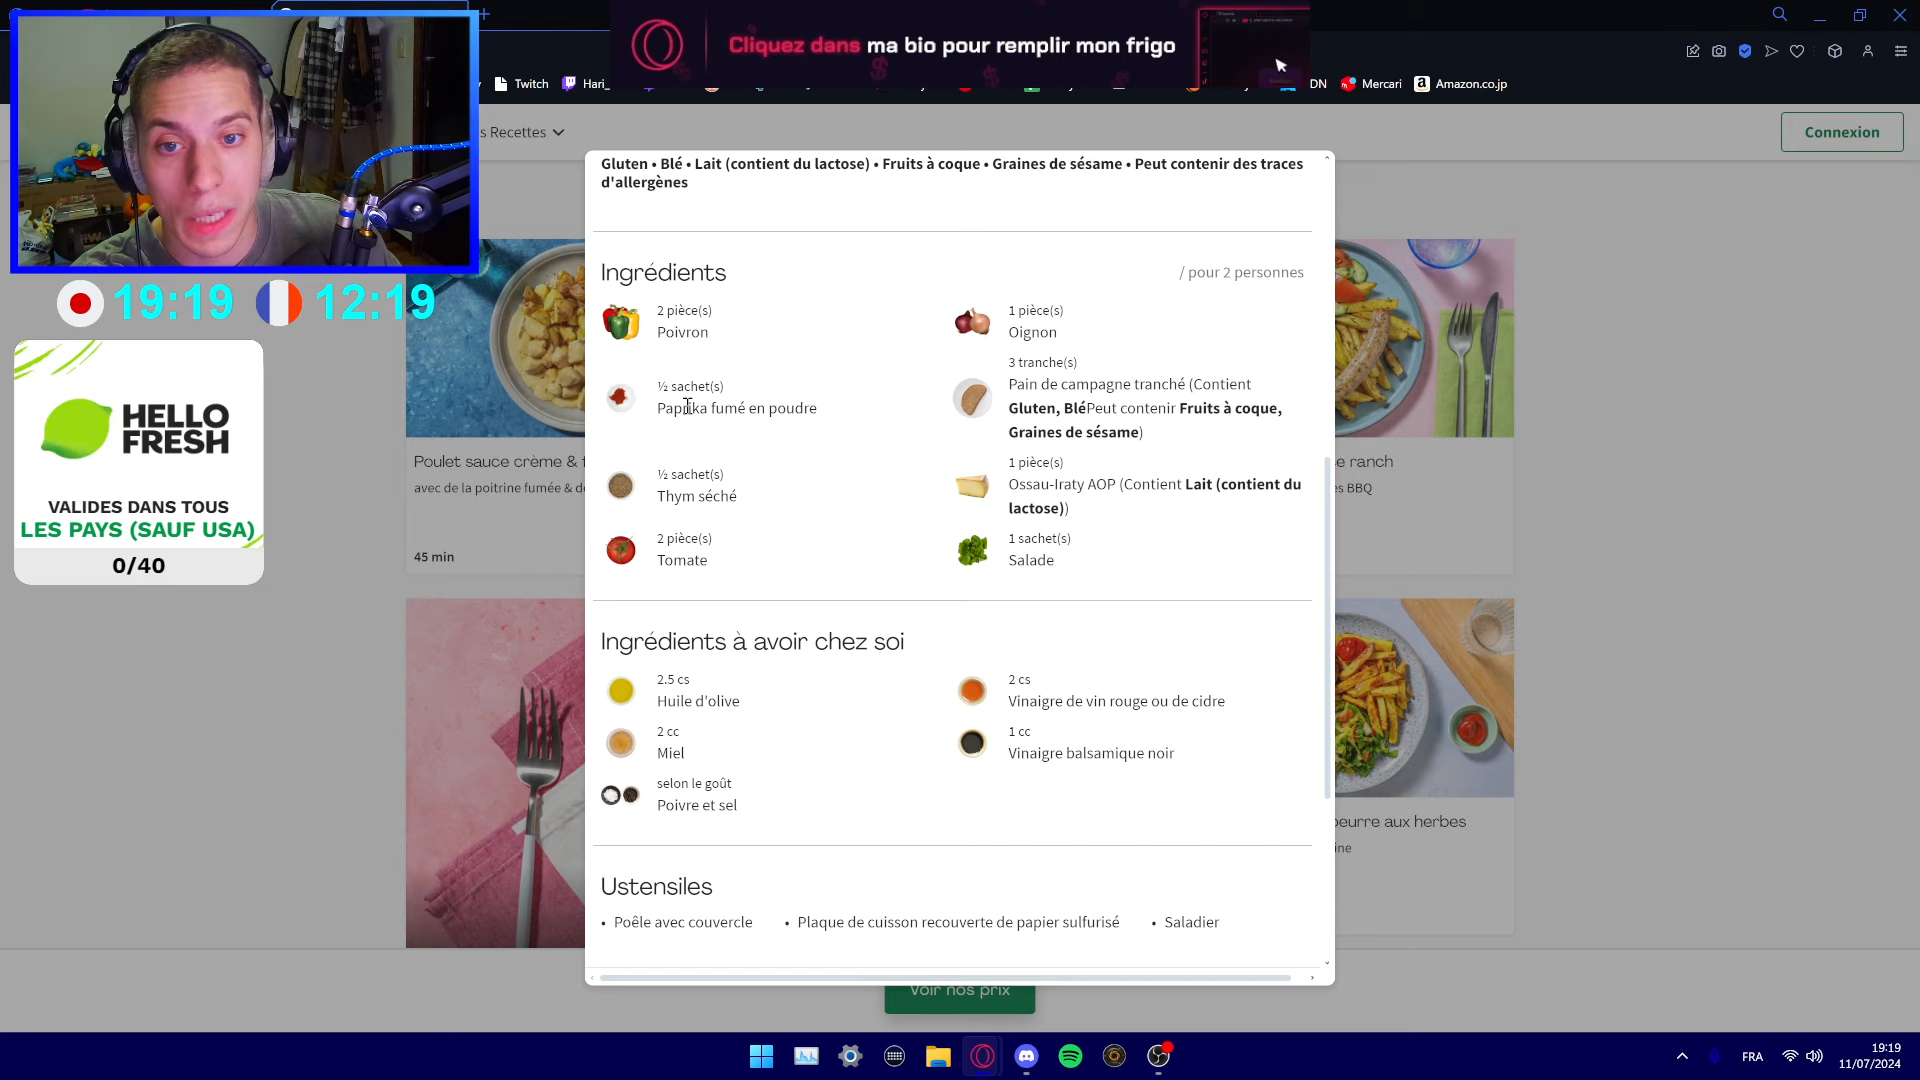 Cliquez dans ma bio pour remplir mon frigo
Twitch
Hari_
DN
Mercari
Amazon.co.jp
s Recettes
Connexion
19:19
12:19
HELLO
FRESH
VALIDES DANS TOUS
LES PAYS (SAUF USA)
0/40
Poulet sauce crème &
avec de la poitrine fumée & d
45 min
e ranch
es BBQ
beurre aux herbes
ine
Gluten • Blé • Lait (contient du lactose) • Fruits à coque • Graines de sésame • Peut contenir des traces
d'allergènes
Ingrédients
/ pour 2 personnes
2 pièce(s)
Poivron
1 pièce(s)
Oignon
½ sachet(s)
Paprika fumé en poudre
3 tranche(s)
Pain de campagne tranché (Contient
Gluten, BléPeut contenir Fruits à coque,
Graines de sésame)
½ sachet(s)
Thym séché
1 pièce(s)
Ossau-Iraty AOP (Contient Lait (contient du
lactose))
2 pièce(s)
Tomate
1 sachet(s)
Salade
Ingrédients à avoir chez soi
2.5 cs
Huile d'olive
2 cs
Vinaigre de vin rouge ou de cidre
2 cc
Miel
1 cc
Vinaigre balsamique noir
selon le goût
Poivre et sel
Ustensiles
• Poêle avec couvercle
• Plaque de cuisson recouverte de papier sulfurisé
• Saladier
Voir nos prix
FRA
19:19
11/07/2024